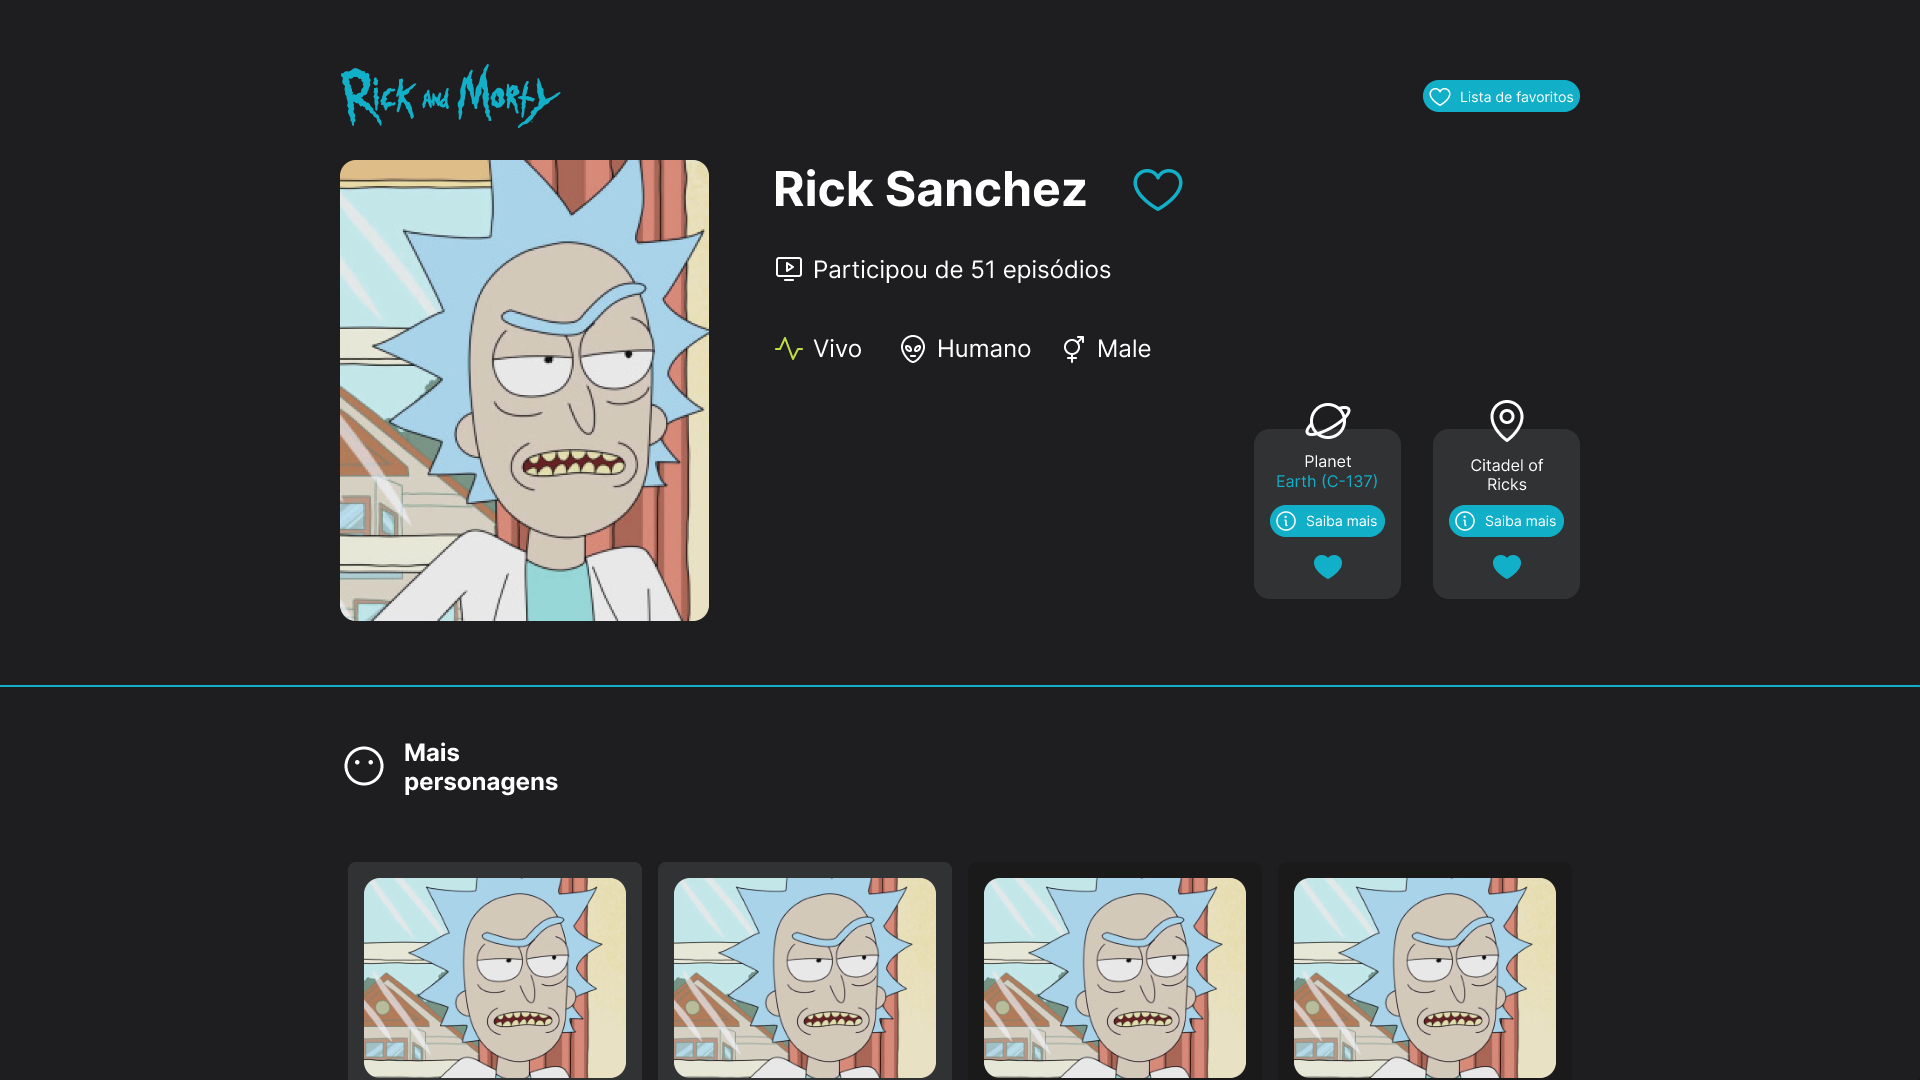 Rick and Morty
Lista de favoritos
Rick Sanchez
Participou de 51 episódios
Vivo
Humano
Male
Planet
Earth (C-137)
Saiba mais
Citadel of
Ricks
Saiba mais
Mais
personagens